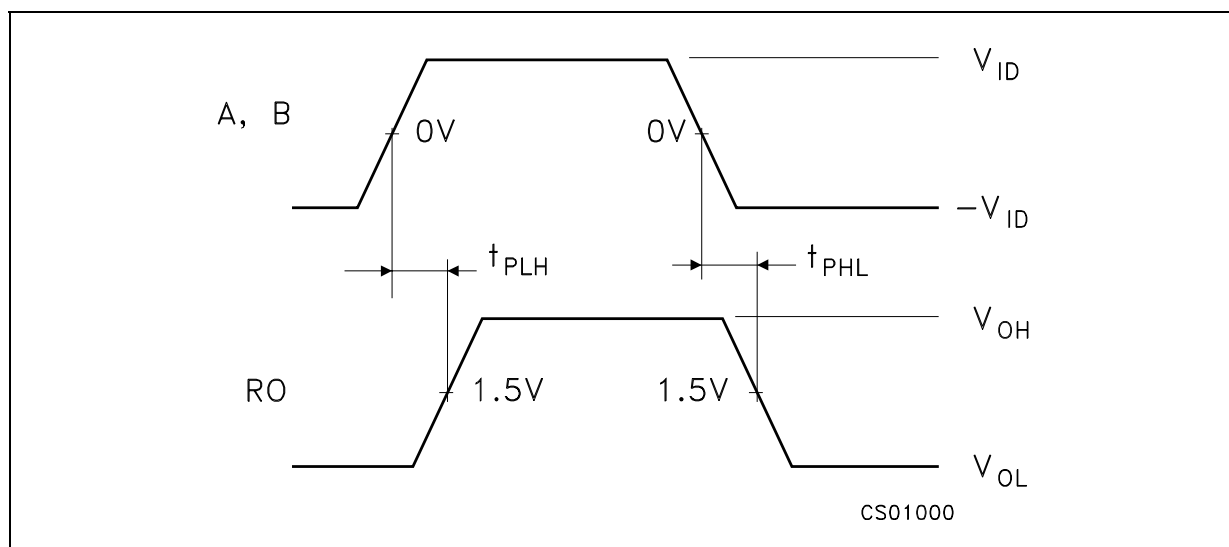 V_ID
A, B
0V
0V
-V_ID
t_PLH
t_PHL
V_OH
RO
1.5V
1.5V
V_OL
CS01000